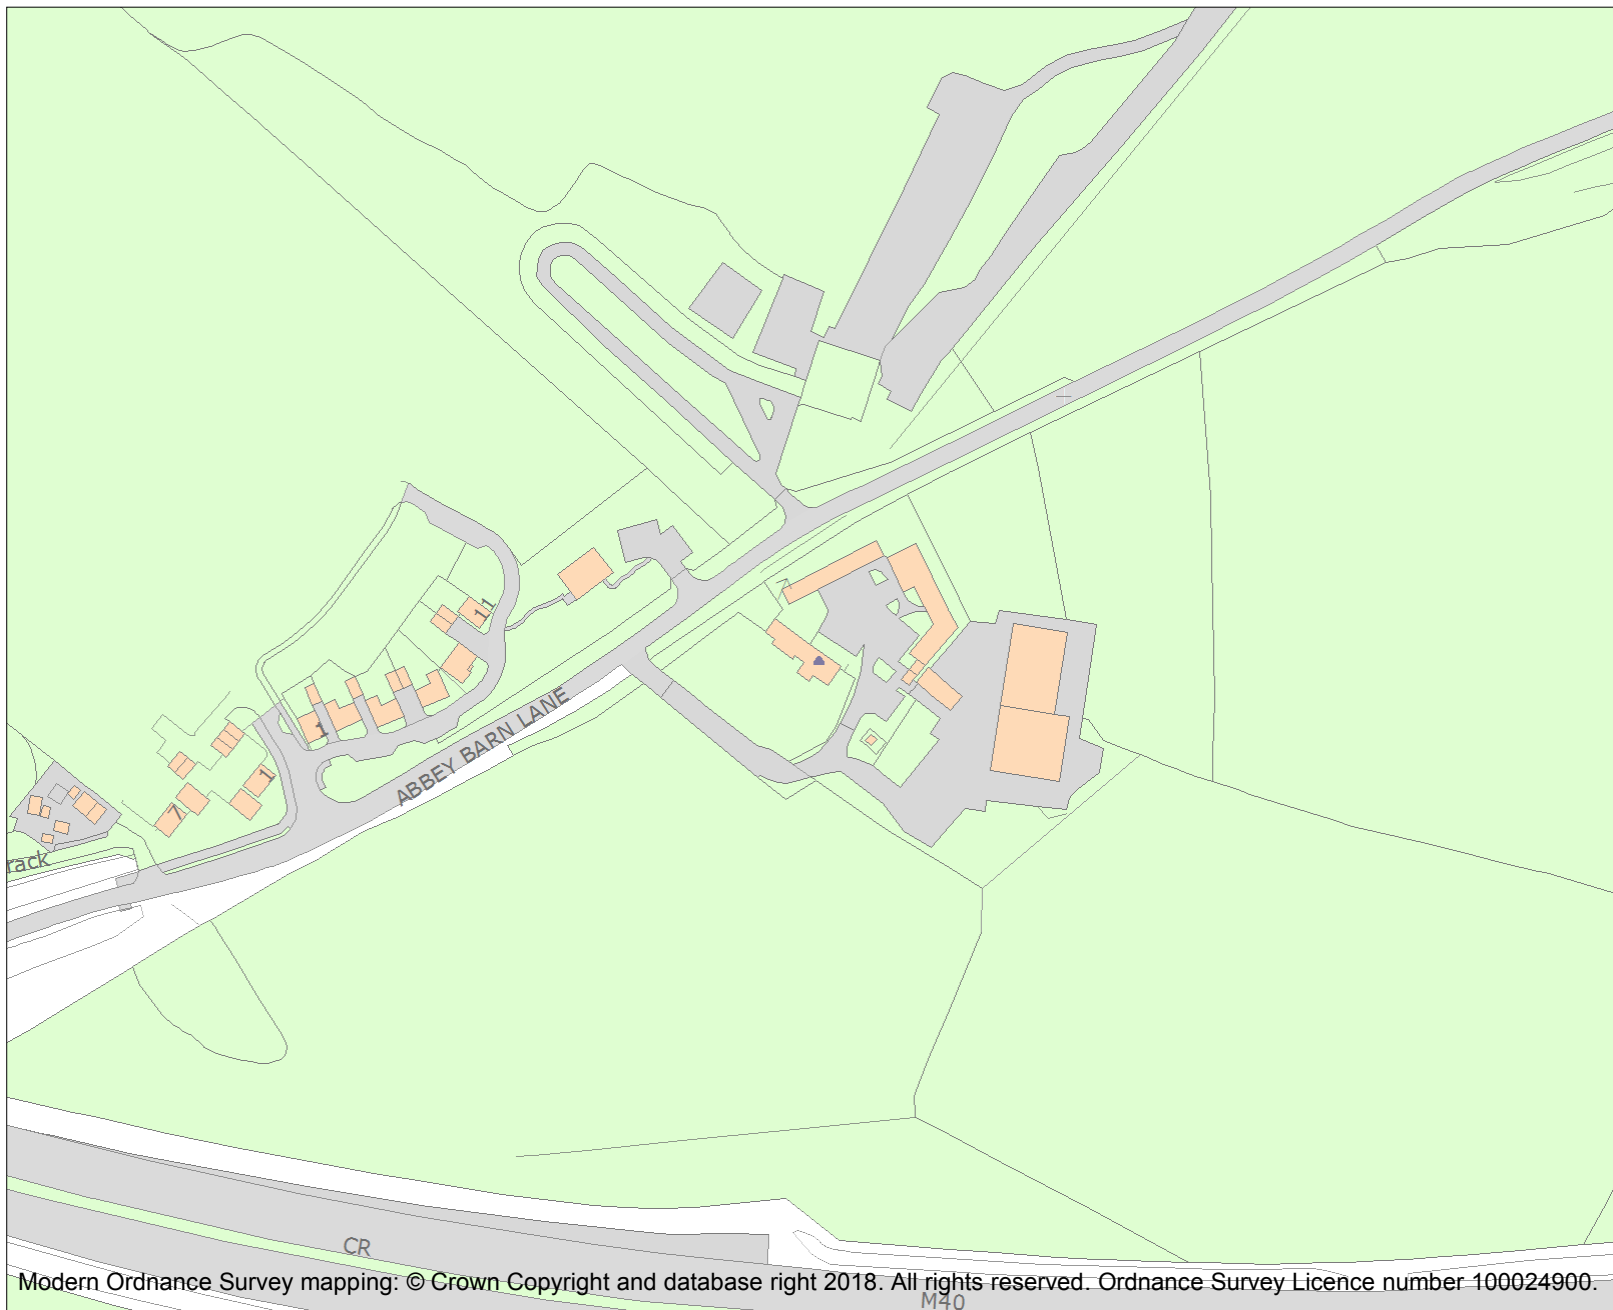 11
1
ABBEY BARN LANE
1
7
rack
CR
Modern Ordnance Survey mapping: © Crown Copyright and database right 2018. All rights reserved. Ordnance Survey Licence number 100024900.
M40